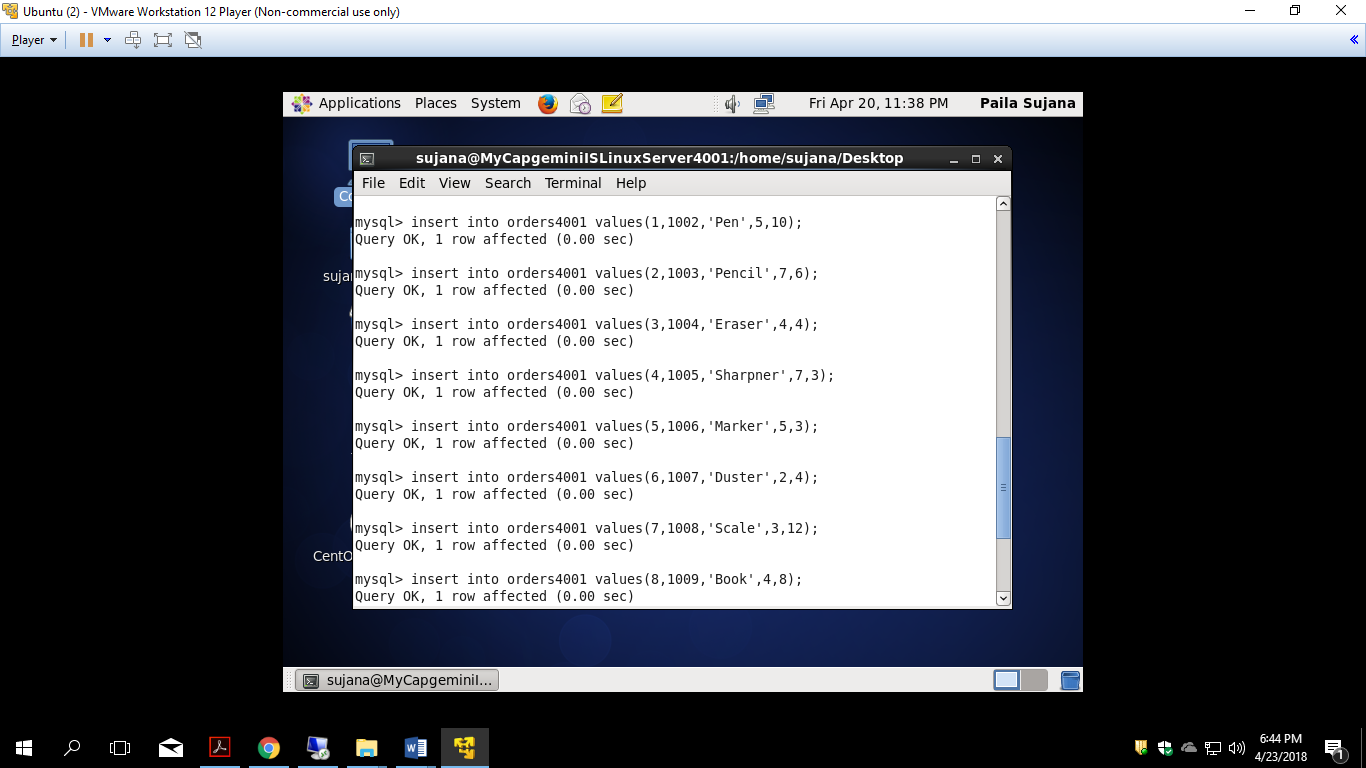 Ubuntu (2) - VMware Workstation 12 Player (Non-commercial use only)
Player
Applications Places System Fri Apr 20, 11:38 PM Paila Sujana
sujana@MyCapgeminiISLinuxServer4001:/home/sujana/Desktop
File Edit View Search Terminal Help
mysql> insert into orders4001 values(1,1002,'Pen',5,10);
Query OK, 1 row affected (0.00 sec)
mysql> insert into orders4001 values(2,1003,'Pencil',7,6);
Query OK, 1 row affected (0.00 sec)
mysql> insert into orders4001 values(3,1004,'Eraser',4,4);
Query OK, 1 row affected (0.00 sec)
mysql> insert into orders4001 values(4,1005,'Sharpner',7,3);
Query OK, 1 row affected (0.00 sec)
mysql> insert into orders4001 values(5,1006,'Marker',5,3);
Query OK, 1 row affected (0.00 sec)
mysql> insert into orders4001 values(6,1007,'Duster',2,4);
Query OK, 1 row affected (0.00 sec)
mysql> insert into orders4001 values(7,1008,'Scale',3,12);
Query OK, 1 row affected (0.00 sec)
mysql> insert into orders4001 values(8,1009,'Book',4,8);
Query OK, 1 row affected (0.00 sec)
sujana@MyCapgeminiI...
6:44 PM
4/23/2018
1